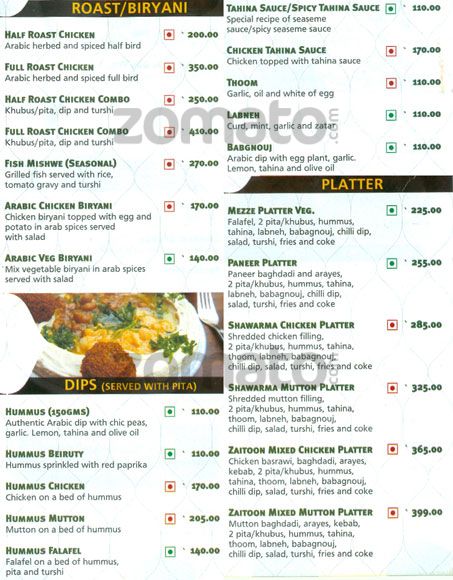 ROAST/BIRYANI
HALF ROAST CHICKEN ` 200.00
Arabic herbed and spiced half bird
FULL ROAST CHICKEN ` 350.00
Arabic herbed and spiced full bird
HALF ROAST CHICKEN COMBO ` 250.00
Khubus/pita, dip and turshi
FULL ROAST CHICKEN COMBO ` 410.00
Khubus/pita, dip and turshi
FISH MISHWE (SEASONAL) ` 270.00
Grilled fish served with rice,
tomato gravy and turshi
ARABIC CHICKEN BIRYANI ` 170.00
Chicken biryani topped with egg and
potato in arab spices served
with salad
ARABIC VEG BIRYANI ` 140.00
Mix vegetable biryani in arab spices
served with salad
DIPS (SERVED WITH PITA)
HUMMUS (150GMS) ` 110.00
Authentic Arabic dip with chic peas,
garlic. Lemon, tahina and olive oil
HUMMUS BEIRUTY ` 110.00
Hummus sprinkled with red paprika
HUMMUS CHICKEN ` 170.00
Chicken on a bed of hummus
HUMMUS MUTTON ` 205.00
Mutton on a bed of hummus
HUMMUS FALAFEL ` 140.00
Falafel on a bed of hummus,
pita and turshi
TAHINA SAUCE/SPICY TAHINA SAUCE ` 110.00
Special recipe of seaseme
sauce/spicy seaseme sauce
CHICKEN TAHINA SAUCE ` 170.00
Chicken topped with tahina sauce
THOOM ` 110.00
Garlic, oil and white of egg
LABNEH ` 110.00
Curd, mint, garlic and zatar
BABGNOUJ ` 110.00
Arabic dip with egg plant, garlic.
Lemon, tahina and olive oil
PLATTER
MEZZE PLATTER VEG. ` 225.00
Falafel, 2 pita/khubus, hummus,
tahina, labneh, babagnouj, chilli dip,
salad, turshi, fries and coke
PANEER PLATTER ` 255.00
Paneer baghdadi and arayes,
2 pita/khubus, hummus, tahina,
labneh, babagnouj, chilli dip,
salad, turshi, fries and coke
SHAWARMA CHICKEN PLATTER ` 285.00
Shredded chicken filling,
2 pita/khubus, hummus, tahina,
thoom, labneh, babagnouj,
chilli dip, salad, turshi, fries and coke
SHAWARMA MUTTON PLATTER ` 325.00
Shredded mutton filling,
2 pita/khubus, hummus, tahina,
thoom, labneh, babagnouj,
chilli dip, salad, turshi, fries and coke
ZAITOON MIXED CHICKEN PLATTER ` 365.00
Chicken basrawi, baghdadi, arayes,
kebab, 2 pita/khubus, hummus,
tahina, thoom, labneh, babagnouj,
chilli dip, salad, turshi, fries and coke
ZAITOON MIXED MUTTON PLATTER ` 399.00
Mutton baghdadi, arayes, kebab,
2 pita/khubus, hummus, tahina,
thoom, labneh, babagnouj,
chilli dip, salad, turshi, fries and coke
zomato.com
zomato.com